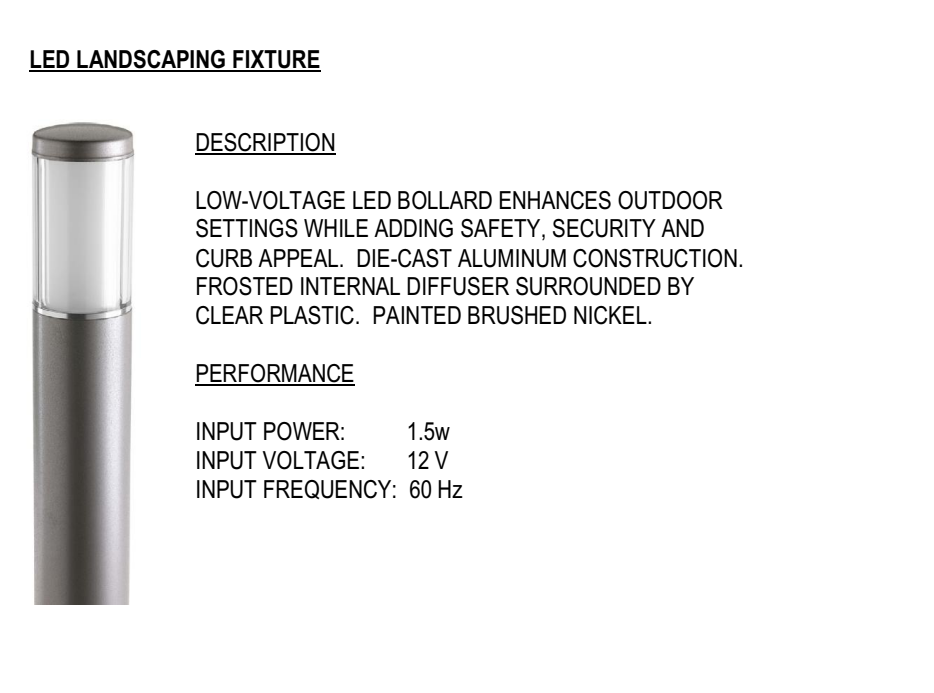 LED LANDSCAPING FIXTURE
DESCRIPTION
LOW-VOLTAGE LED BOLLARD ENHANCES OUTDOOR
SETTINGS WHILE ADDING SAFETY, SECURITY AND
CURB APPEAL.  DIE-CAST ALUMINUM CONSTRUCTION.
FROSTED INTERNAL DIFFUSER SURROUNDED BY
CLEAR PLASTIC.  PAINTED BRUSHED NICKEL.
PERFORMANCE
INPUT POWER: 1.5w
INPUT VOLTAGE: 12 V
INPUT FREQUENCY: 60 Hz